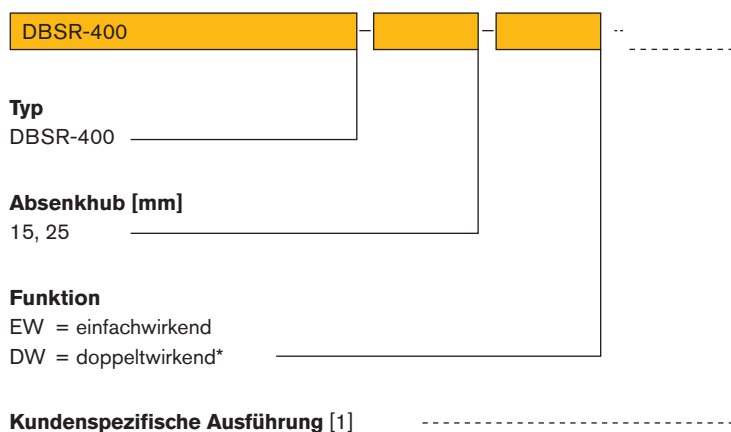 DBSR-400
Typ
DBSR-400
Absenkhub [mm]
15, 25
Funktion
EW = einfachwirkend
DW = doppeltwirkend*
Kundenspezifische Ausführung [1]